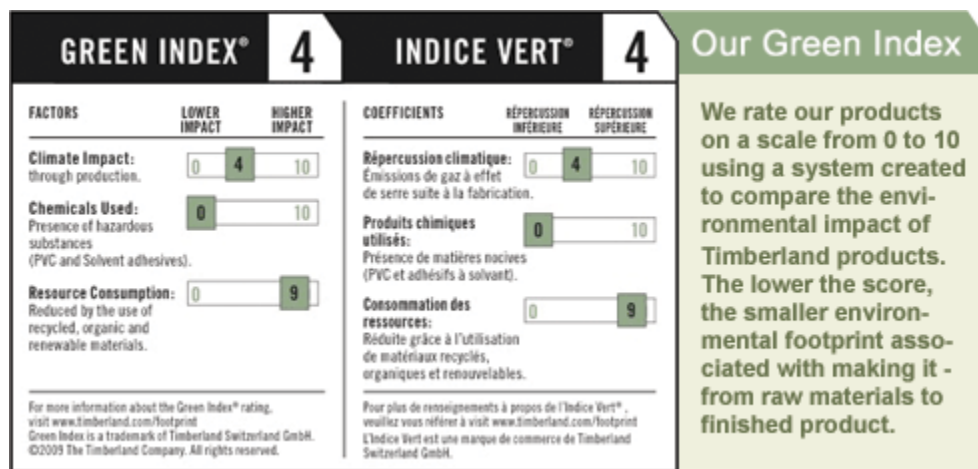 GREEN INDEX® 4
FACTORS LOWER IMPACT HIGHER IMPACT
Climate Impact: 0 4 10
through production.
Chemicals Used: 0 10
Presence of hazardous
substances
(PVC and Solvent adhesives).
Resource Consumption: 0 9
Reduced by the use of
recycled, organic and
renewable materials.
For more information about the Green Index® rating,
visit www.timberland.com/footprint
Green Index is a trademark of Timberland Switzerland GmbH.
©2009 The Timberland Company. All rights reserved.
INDICE VERT® 4
COEFFICIENTS RÉPERCUSSION INFÉRIEURE RÉPERCUSSION SUPÉRIEURE
Répercussion climatique: 0 4 10
Émissions de gaz à effet
de serre suite à la fabrication.
Produits chimiques
utilisés: 0 10
Présence de matières nocives
(PVC et adhésifs à solvant).
Consommation des
ressources: 0 9
Réduite grâce à l'utilisation
de matériaux recyclés,
organiques et renouvelables.
Pour plus de renseignements à propos de l'Indice Vert® ,
veuillez vous référer à visit www.timberland.com/footprint
L'Indice Vert est une marque de commerce de Timberland
Switzerland GmbH.
Our Green Index
We rate our products
on a scale from 0 to 10
using a system created
to compare the envi-
ronmental impact of
Timberland products.
The lower the score,
the smaller environ-
mental footprint asso-
ciated with making it -
from raw materials to
finished product.